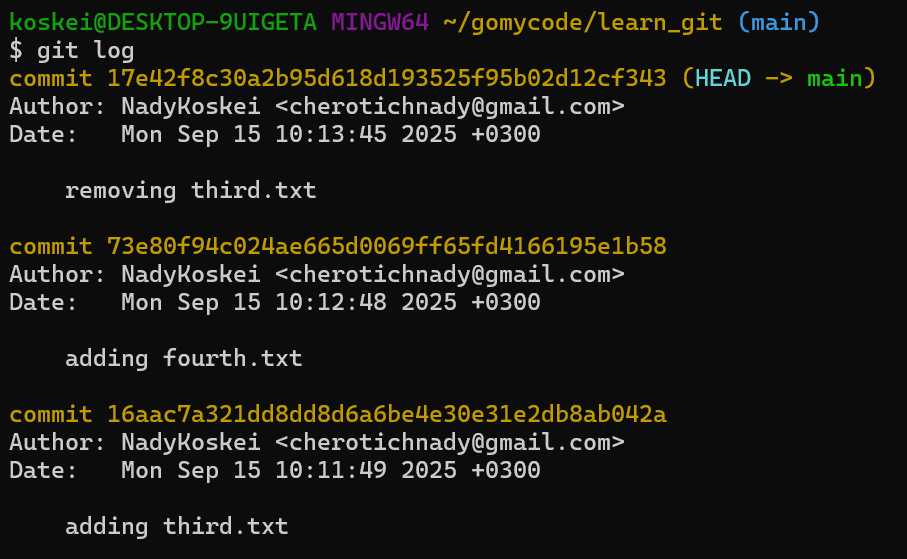 koskei@DESKTOP-9UIGETA MINGW64 ~/gomycode/learn_git (main)
$ git log
commit 17e42f8c30a2b95d618d193525f95b02d12cf343 (HEAD -> main)
Author: NadyKoskei <cherotichnady@gmail.com>
Date:   Mon Sep 15 10:13:45 2025 +0300
removing third.txt
commit 73e80f94c024ae665d0069ff65fd4166195e1b58
Author: NadyKoskei <cherotichnady@gmail.com>
Date:   Mon Sep 15 10:12:48 2025 +0300
adding fourth.txt
commit 16aac7a321dd8dd8d6a6be4e30e31e2db8ab042a
Author: NadyKoskei <cherotichnady@gmail.com>
Date:   Mon Sep 15 10:11:49 2025 +0300
adding third.txt